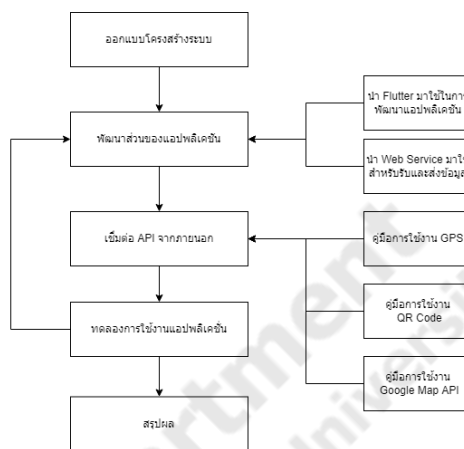 ออกแบบโครงสร้างระบบ
นำ Flutter มาใช้ในการ
พัฒนาแอปพลิเคชัน
พัฒนาส่วนของแอปพลิเคชัน
นำ Web Service มาใช้
สำหรับรับและส่งข้อมูล
เชื่มต่อ API จากภายนอก
คู่มือการใช้งาน GPS
คู่มือการใช้งาน
QR Code
ทดลองการใช้งานแอปพลิเคชั่น
คู่มือการใช้งาน
Google Map API
สรุปผล